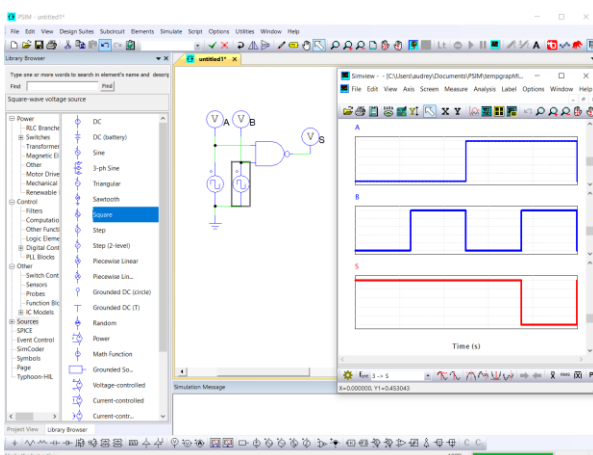 PSIM - untitled1*
File Edit View Design Suites Subcircuit Elements Simulate Script Options Utilities Window Help
Library Browser
untitled1*
Type one or more words to search in element's name and descrip
Find
Find
Square-wave voltage source
Power
RLC Branche
Switches
Transformer
Magnetic El
Other
Motor Drive
Mechanical
Renewable
Control
Filters
Computatio
Other Functi
Logic Eleme
Digital Cont
PLL Blocks
Other
Switch Cont
Sensors
Probes
Function Blc
IC Models
Sources
SPICE
Event Control
SimCoder
Symbols
Page
Typhoon-HIL
DC
DC (battery)
Sine
3-ph Sine
Triangular
Sawtooth
Square
Step
Step (2-level)
Piecewise Linear
Piecewise Lin...
Grounded DC (circle)
Grounded DC (T)
Random
Power
Math Function
Grounded So...
Voltage-controlled
Current-controlled
Current-contr...
Project View
Library Browser
V A V B
V S
Simulation Message
Simview - [C:\Users\audrey\Documents\PSIM\tempgraphfi...
File Edit View Axis Screen Measure Analysis Label Options Window Help
X Y
A
B
S
Time (s)
3 -> S
X=0.000000, Y1=0.453043